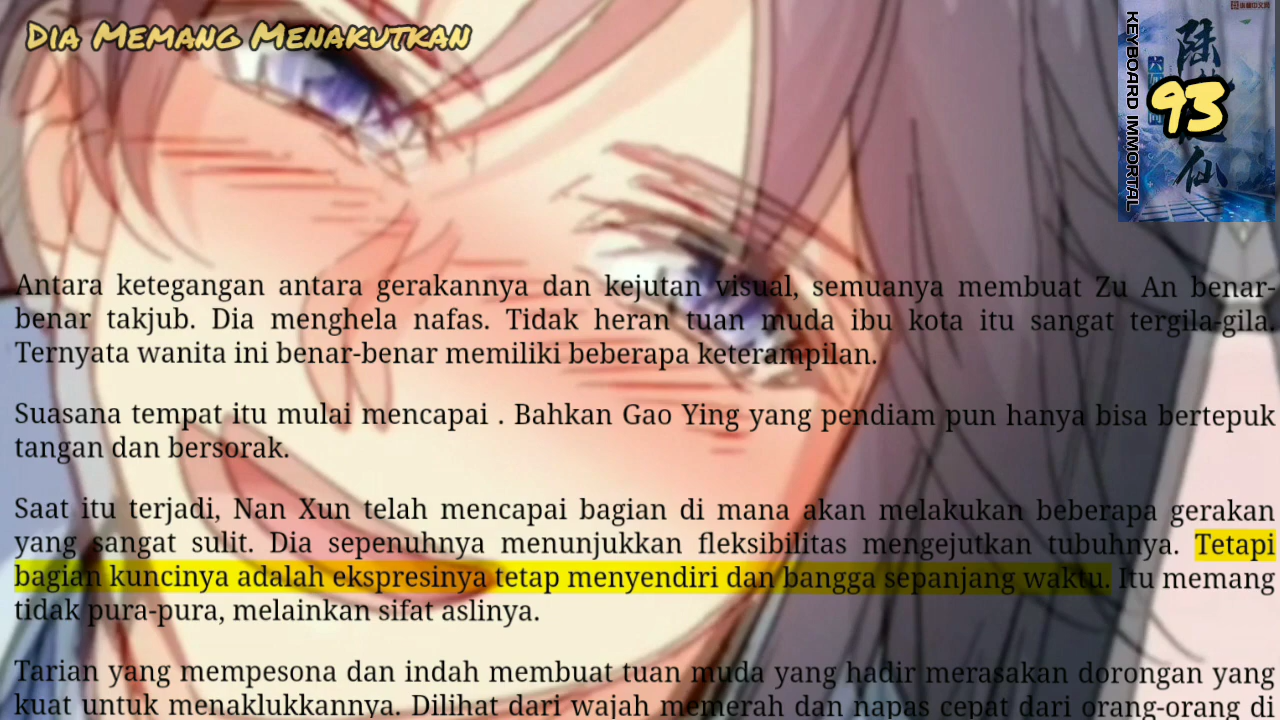 Dia Memang Menakutkan
KEYBOARD IMMORTAL
93
仙
Antara ketegangan antara gerakannya dan kejutan visual, semuanya membuat Zu An benar-
benar takjub. Dia menghela nafas. Tidak heran tuan muda ibu kota itu sangat tergila-gila.
Ternyata wanita ini benar-benar memiliki beberapa keterampilan.
Suasana tempat itu mulai mencapai . Bahkan Gao Ying yang pendiam pun hanya bisa bertepuk
tangan dan bersorak.
Saat itu terjadi, Nan Xun telah mencapai bagian di mana akan melakukan beberapa gerakan
yang sangat sulit. Dia sepenuhnya menunjukkan fleksibilitas mengejutkan tubuhnya. Tetapi
bagian kuncinya adalah ekspresinya tetap menyendiri dan bangga sepanjang waktu. Itu memang
tidak pura-pura, melainkan sifat aslinya.
Tarian yang mempesona dan indah membuat tuan muda yang hadir merasakan dorongan yang
kuat untuk menaklukkannya. Dilihat dari wajah memerah dan napas cepat dari orang-orang di